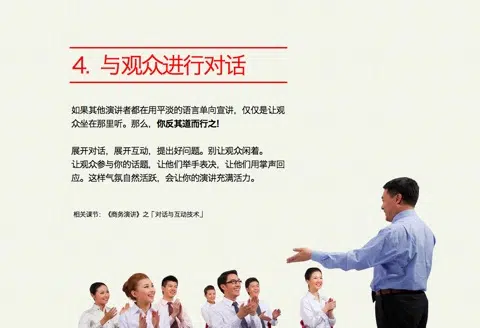 4. 与观众进行对话
如果其他演讲者都在用平淡的语言单向宣讲，仅仅是让观
众坐在那里听。那么，你反其道而行之!
展开对话，展开互动，提出好问题。别让观众闲着。
让观众参与你的话题，让他们举手表决，让他们用掌声回
应。这样气氛自然活跃，会让你的演讲充满活力。
相关课节：《商务演讲》之「对话与互动技术」